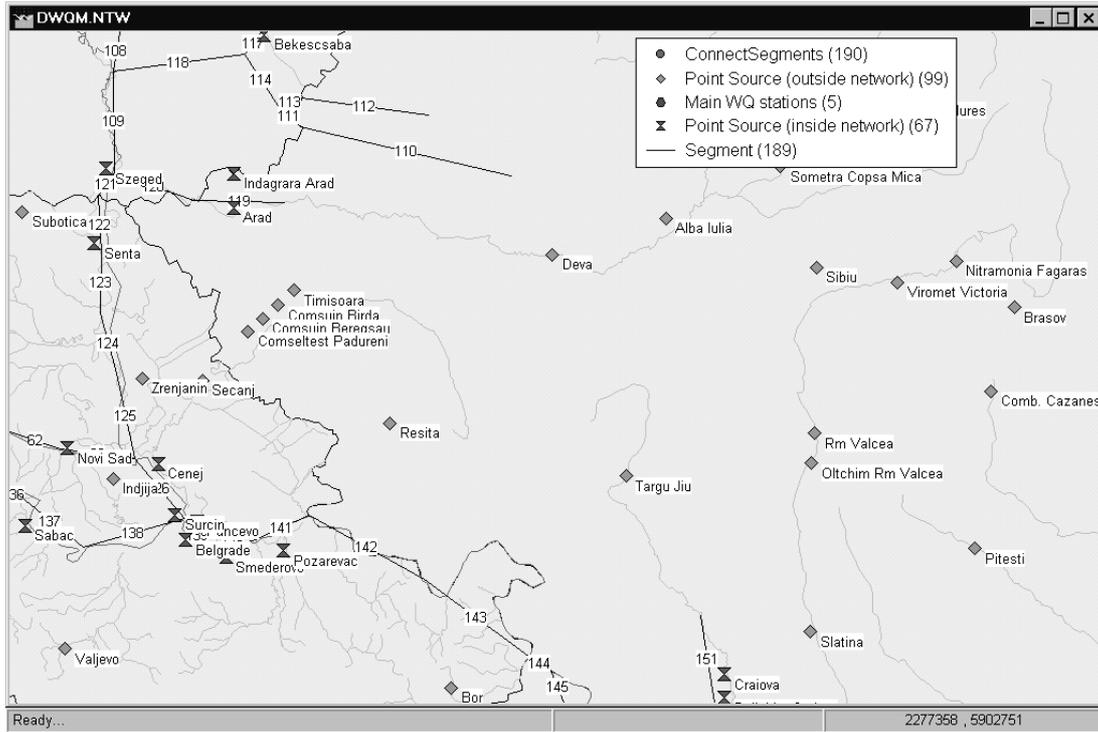 DWQM.NTW
ConnectSegments (190)
Point Source (outside network) (99)
Main WQ stations (5)
Point Source (inside network) (67)
Segment (189)
108
117
Bekescsaba
118
114
113
112
111
109
110
Szeged
121
Indagrara Arad
119
Arad
Sometra Copsa Mica
Subotica
122
Senta
Alba Iulia
123
Deva
Sibiu
Nitramonia Fagaras
Viromet Victoria
Brasov
Timisoara
Comsuin Birda
Comsuin Beregsau
Comseltest Padureni
124
Zrenjanin
Secanj
Comb. Cazanes
125
Resita
62
Novi Sad
Cenej
Rm Valcea
Oltchim Rm Valcea
Indjija
Targu Jiu
36
137
Sabac
138
Surcin
141
Belgrade
142
Smederovo
Pozarevac
Pitesti
143
Slatina
Valjevo
144
151
145
Craiova
Bor
Ready...
2277358 , 5902751